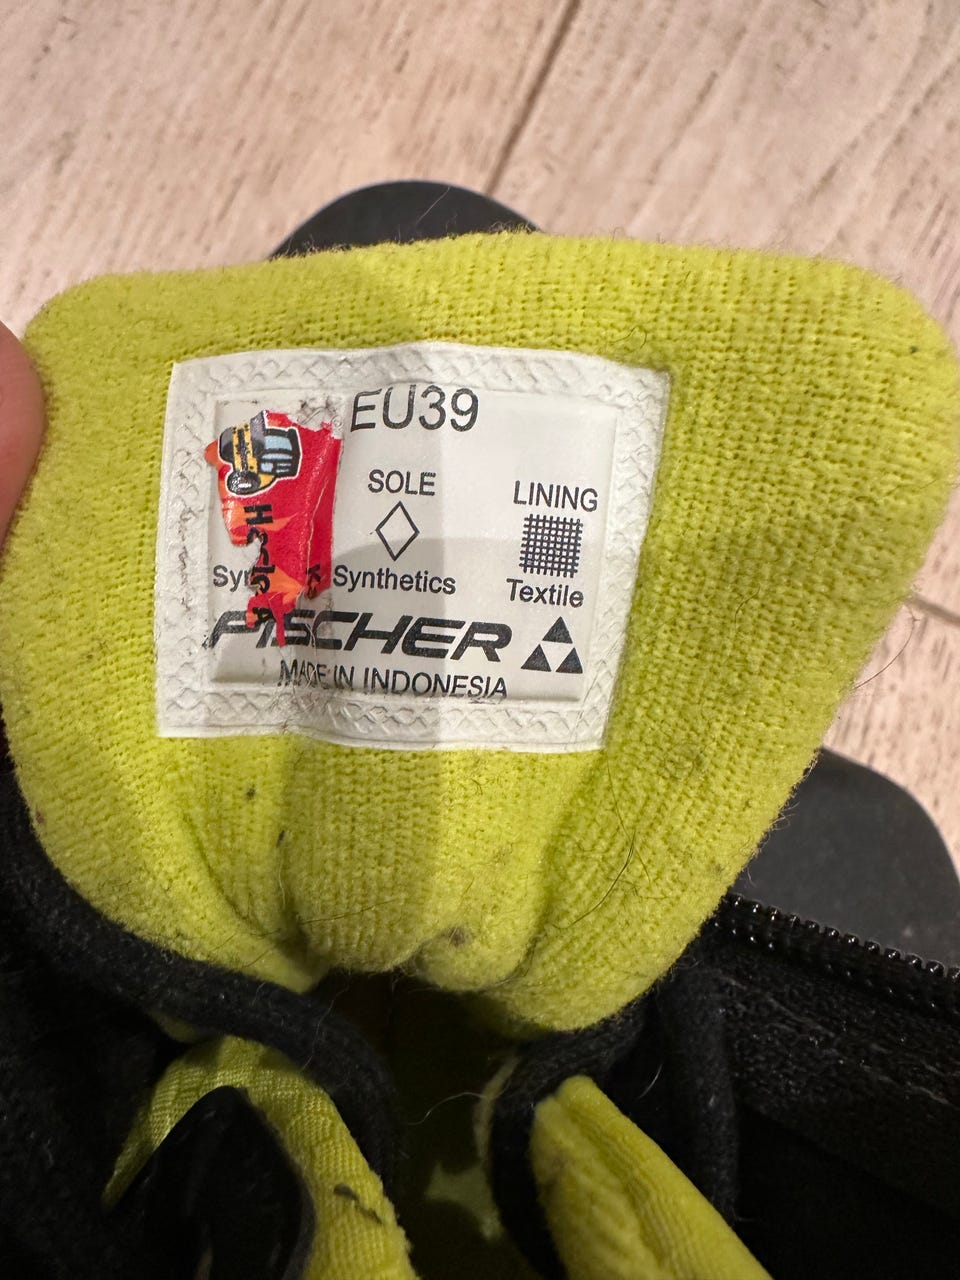 EU39
SOLE
LINING
Synthetics
Textile
FISCHER
MADE IN INDONESIA